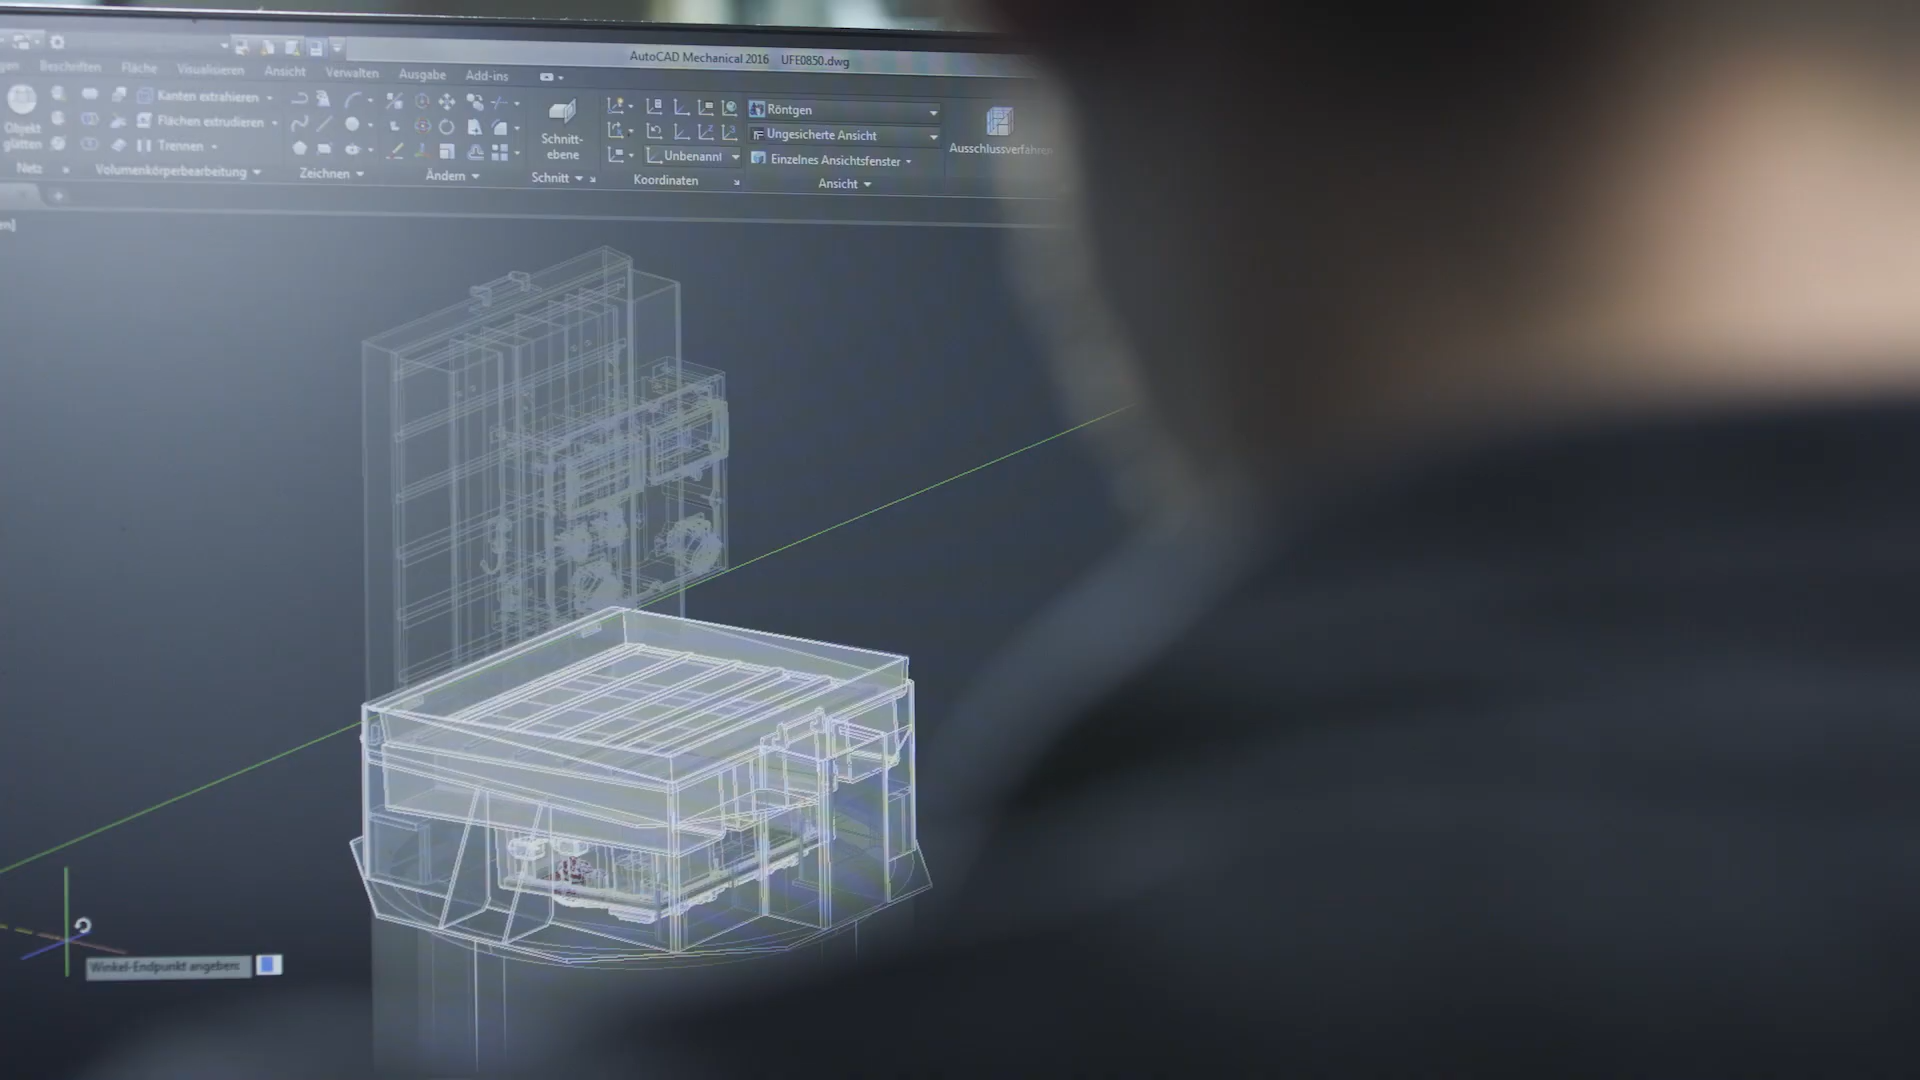 AutoCAD Mechanical 2016 UFE0850.dwg
Beschriften Fläche Visualisieren Ansicht Verwalten Ausgabe Add-ins
Kanten extrahieren
Flächen extrudieren
Trennen
Objekt
glätten
Netz
Volumenkörperbearbeitung
Zeichnen
Ändern
Schnitt-
ebene
Schnitt
Unbenannt
Koordinaten
Röntgen
Ungesicherte Ansicht
Einzelnes Ansichtsfenster
Ansicht
Ausschlussverfahren
Winkel-Endpunkt angeben: